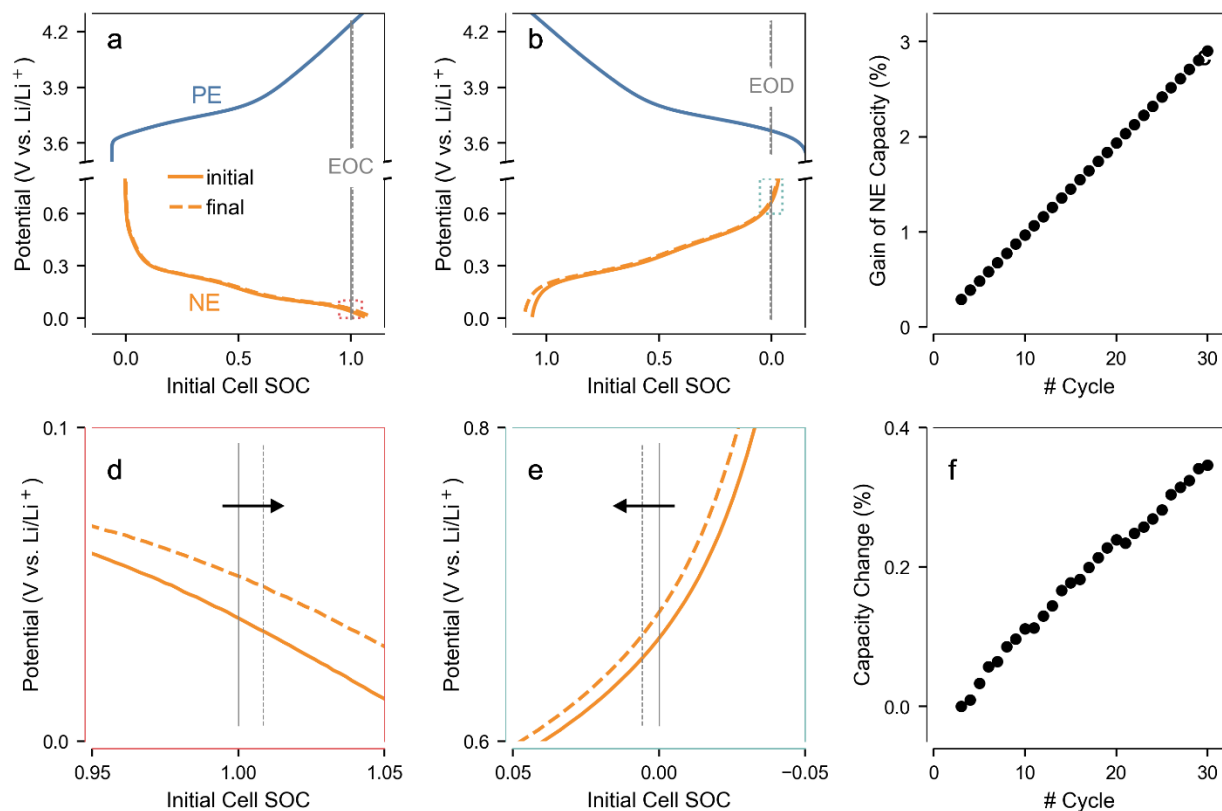 a
PE
EOC
initial
final
NE
4.2
3.9
3.6
0.6
0.3
0.0
Potential (V vs. Li/Li⁺)
0.0 0.5 1.0
Initial Cell SOC
b
EOD
4.2
3.9
3.6
0.6
0.3
0.0
Potential (V vs. Li/Li⁺)
1.0 0.5 0.0
Initial Cell SOC
3
2
1
0
Gain of NE Capacity (%)
0 10 20 30
# Cycle
d
0.1
0.0
Potential (V vs. Li/Li⁺)
0.95 1.00 1.05
Initial Cell SOC
e
0.8
0.6
Potential (V vs. Li/Li⁺)
0.05 0.00 −0.05
Initial Cell SOC
f
0.4
0.2
0.0
Capacity Change (%)
0 10 20 30
# Cycle